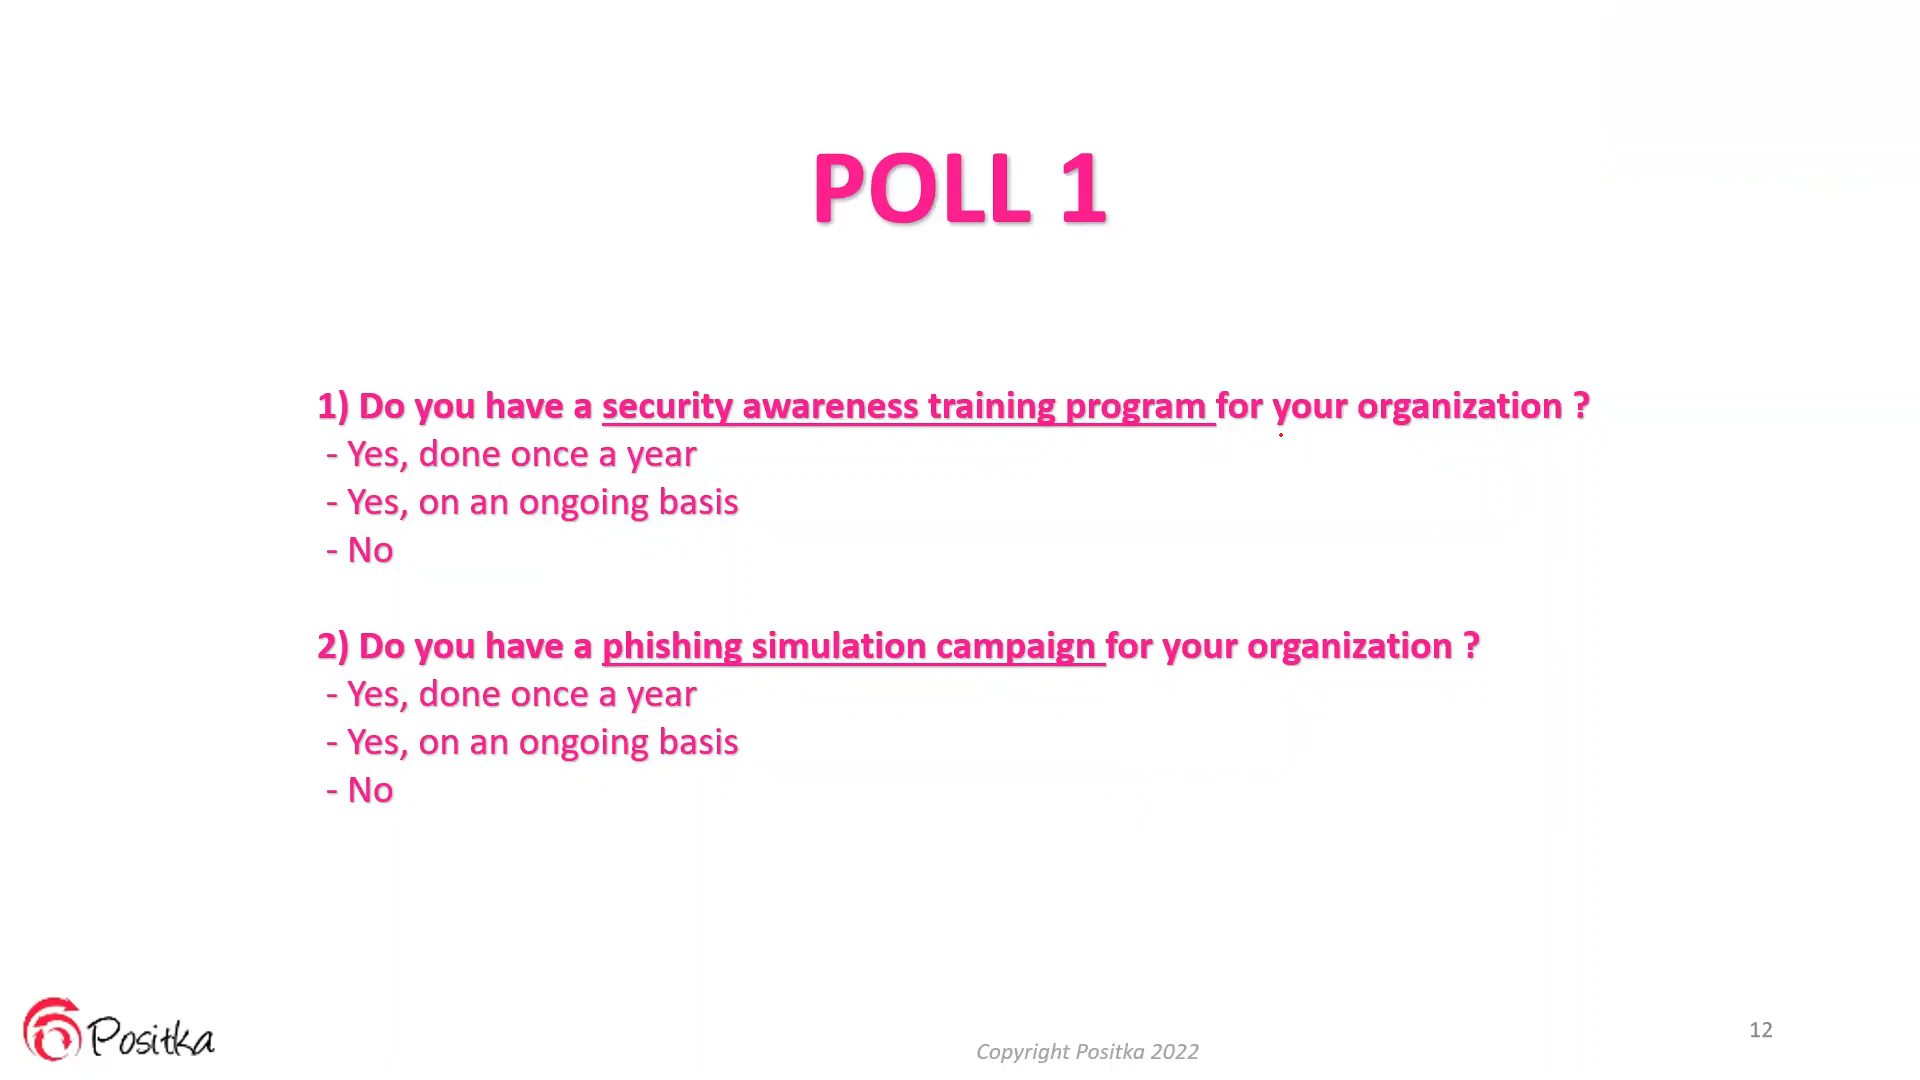 POLL 1
1) Do you have a security awareness training program for your organization ?
- Yes, done once a year
- Yes, on an ongoing basis
- No
2) Do you have a phishing simulation campaign for your organization ?
- Yes, done once a year
- Yes, on an ongoing basis
- No
Positka
Copyright Positka 2022
12